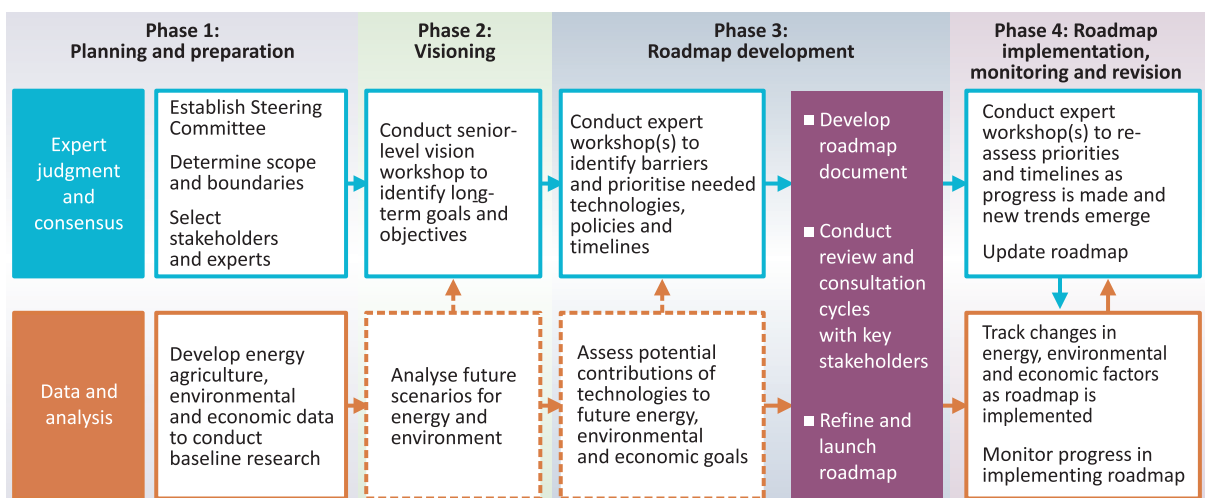 Phase 1:
Planning and preparation
Phase 2:
Visioning
Phase 3:
Roadmap development
Phase 4: Roadmap
implementation,
monitoring and revision
Expert
judgment
and
consensus
Establish Steering
Committee
Determine scope
and boundaries
Select
stakeholders
and experts
Conduct senior-
level vision
workshop to
identify long-
term goals and
objectives
Conduct expert
workshop(s) to
identify barriers
and prioritise needed
technologies,
policies and
timelines
■ Develop
roadmap
document
■ Conduct
review and
consultation
cycles
with key
stakeholders
■ Refine and
launch
roadmap
Conduct expert
workshop(s) to re-
assess priorities
and timelines as
progress is made and
new trends emerge
Update roadmap
Data and
analysis
Develop energy
agriculture,
environmental
and economic data
to conduct
baseline research
Analyse future
scenarios for
energy and
environment
Assess potential
contributions of
technologies to
future energy,
environmental
and economic goals
Track changes in
energy, environmental
and economic factors
as roadmap is
implemented
Monitor progress in
implementing roadmap